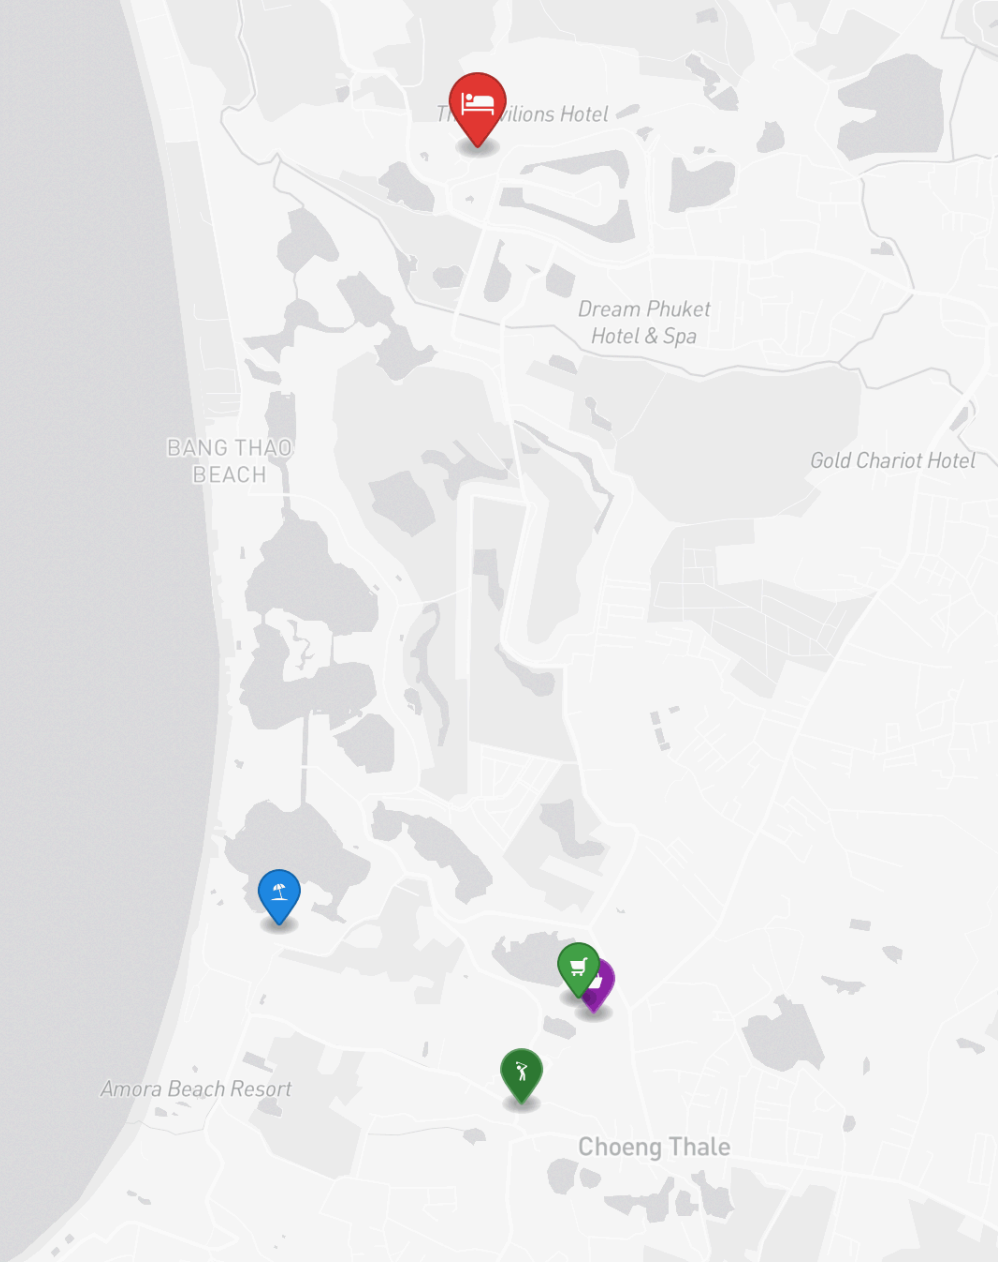 Hotel
Dream Phuket
Hotel & Spa
BANG THAO
BEACH
Gold Chariot Hotel
Amora Beach Resort
Choeng Thale